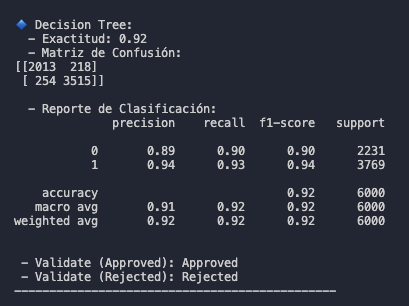 🔹 Decision Tree:
  - Exactitud: 0.92
  - Matriz de Confusión:
[[2013  218]
 [ 254 3515]]
  - Reporte de Clasificación:
              precision    recall  f1-score   support
           0       0.89      0.90      0.90      2231
           1       0.94      0.93      0.94      3769
    accuracy                           0.92      6000
   macro avg       0.91      0.92      0.92      6000
weighted avg       0.92      0.92      0.92      6000
 - Validate (Approved): Approved
 - Validate (Rejected): Rejected
----------------------------------------------